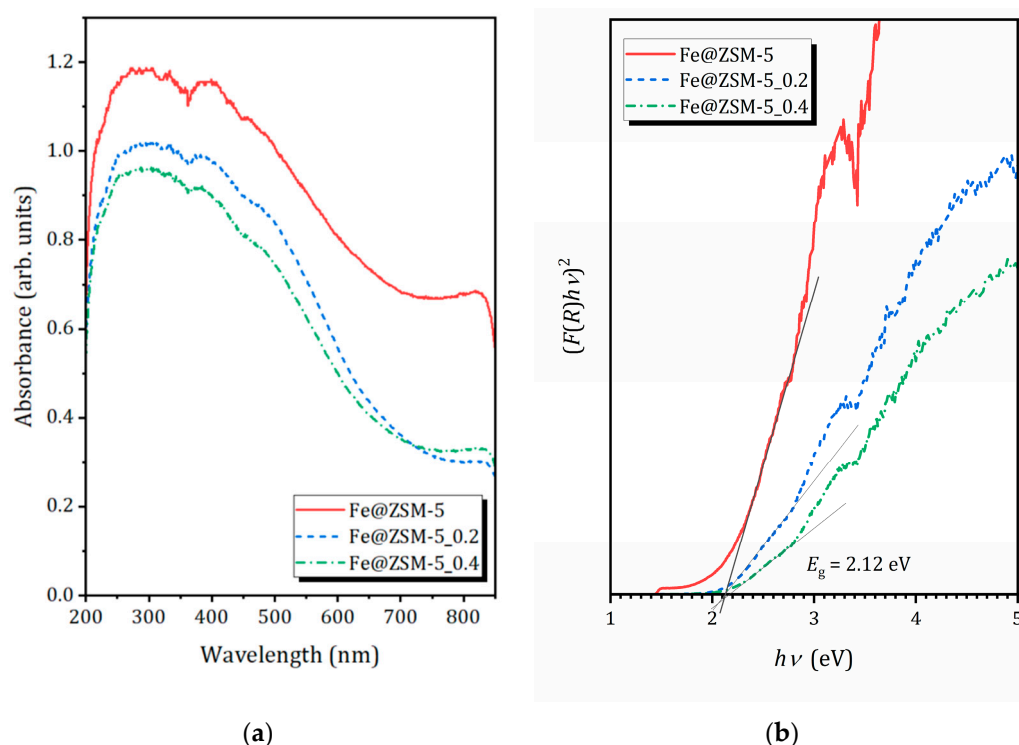 1.2
1.0
0.8
0.6
0.4
0.2
0.0
Absorbance (arb. units)
Fe@ZSM-5
Fe@ZSM-5_0.2
Fe@ZSM-5_0.4
200 300 400 500 600 700 800
Wavelength (nm)
(a)
Fe@ZSM-5
Fe@ZSM-5_0.2
Fe@ZSM-5_0.4
(F(R)hν)²
E_g = 2.12 eV
1 2 3 4 5
hν (eV)
(b)